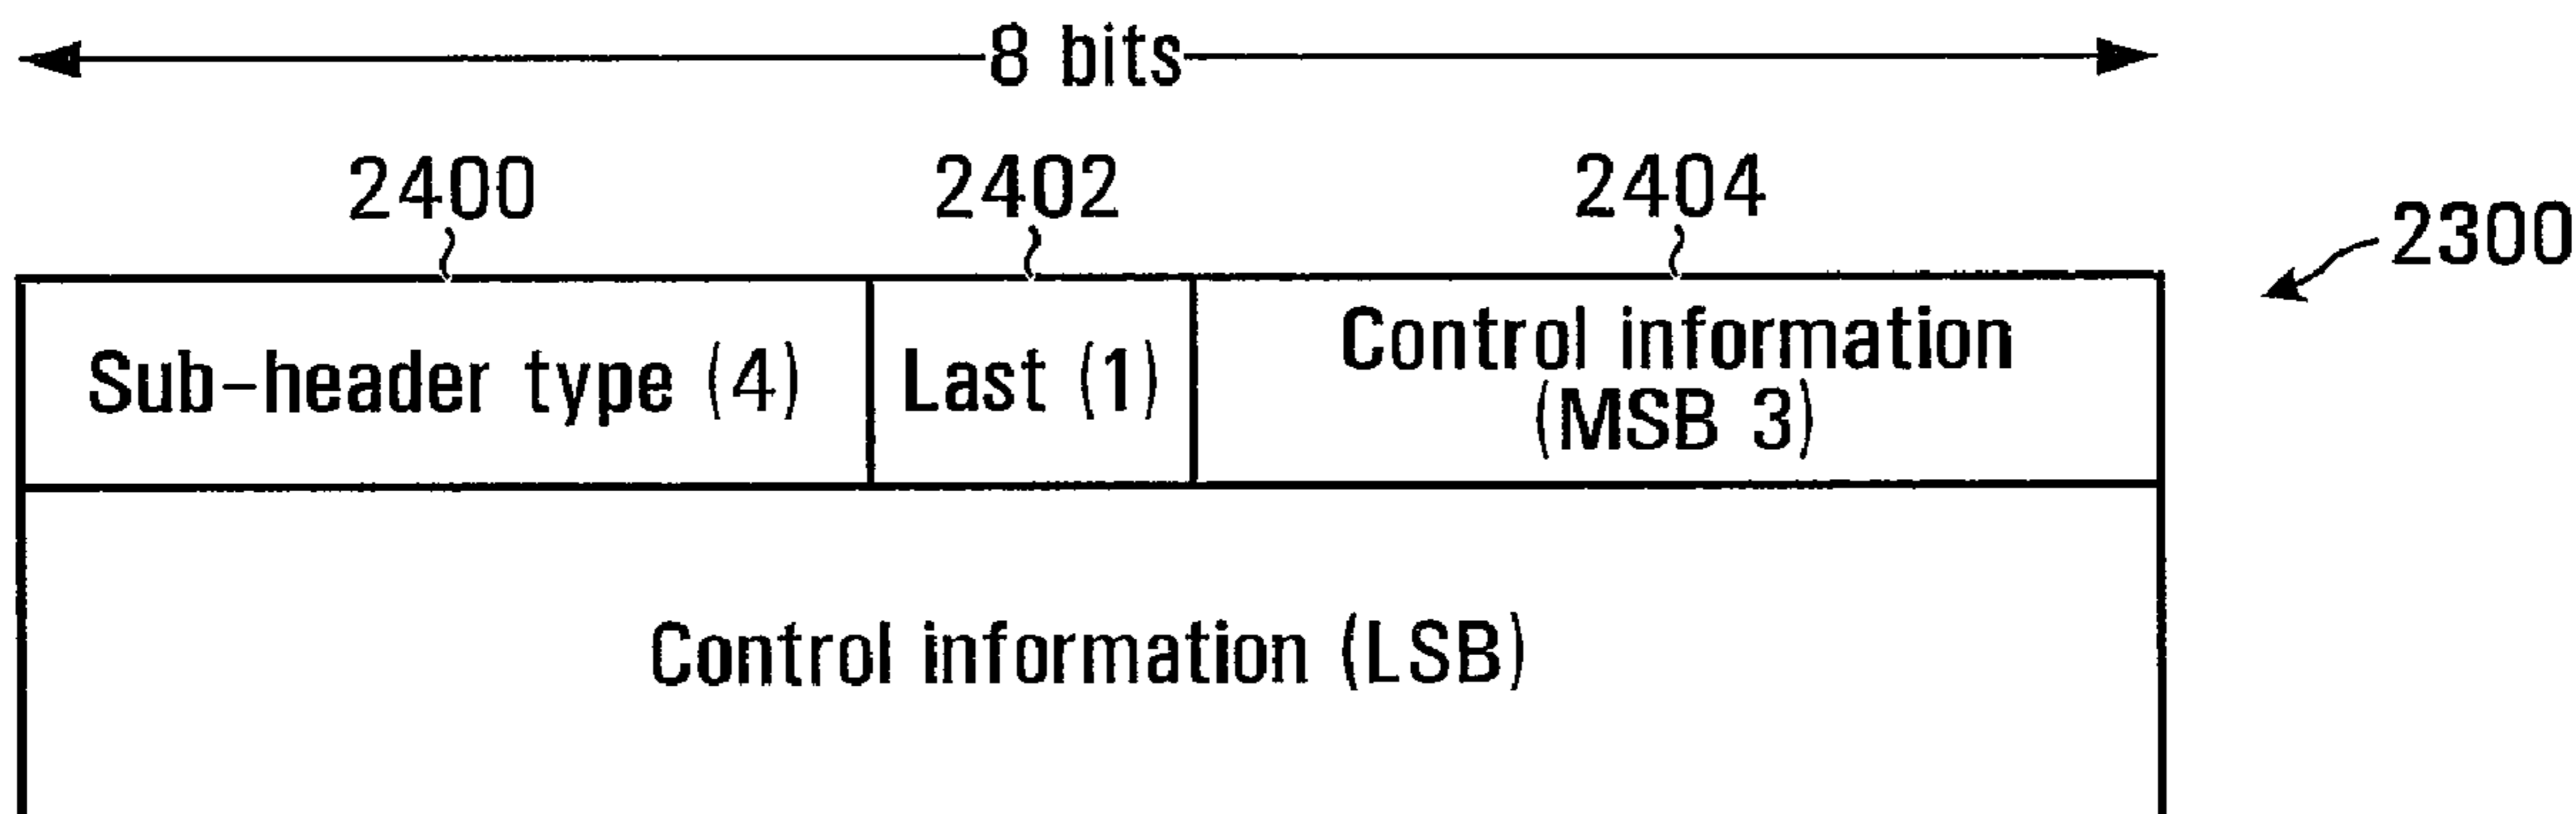 8 bits
2400 2402 2404
2300
Sub-header type (4) Last (1) Control information
(MSB 3)
Control information (LSB)